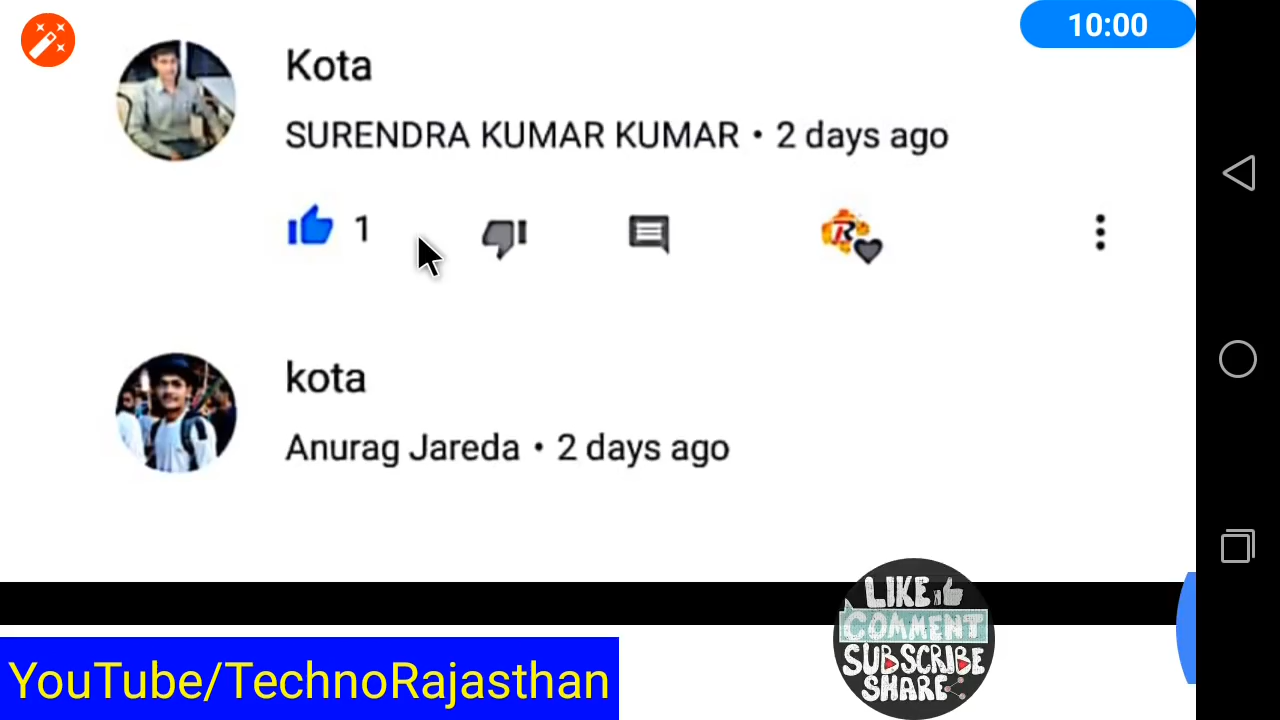 10:00
Kota
SURENDRA KUMAR KUMAR • 2 days ago
1
R
kota
Anurag Jareda • 2 days ago
LIKE
COMMENT
SUBSCRIBE
SHARE
YouTube/TechnoRajasthan